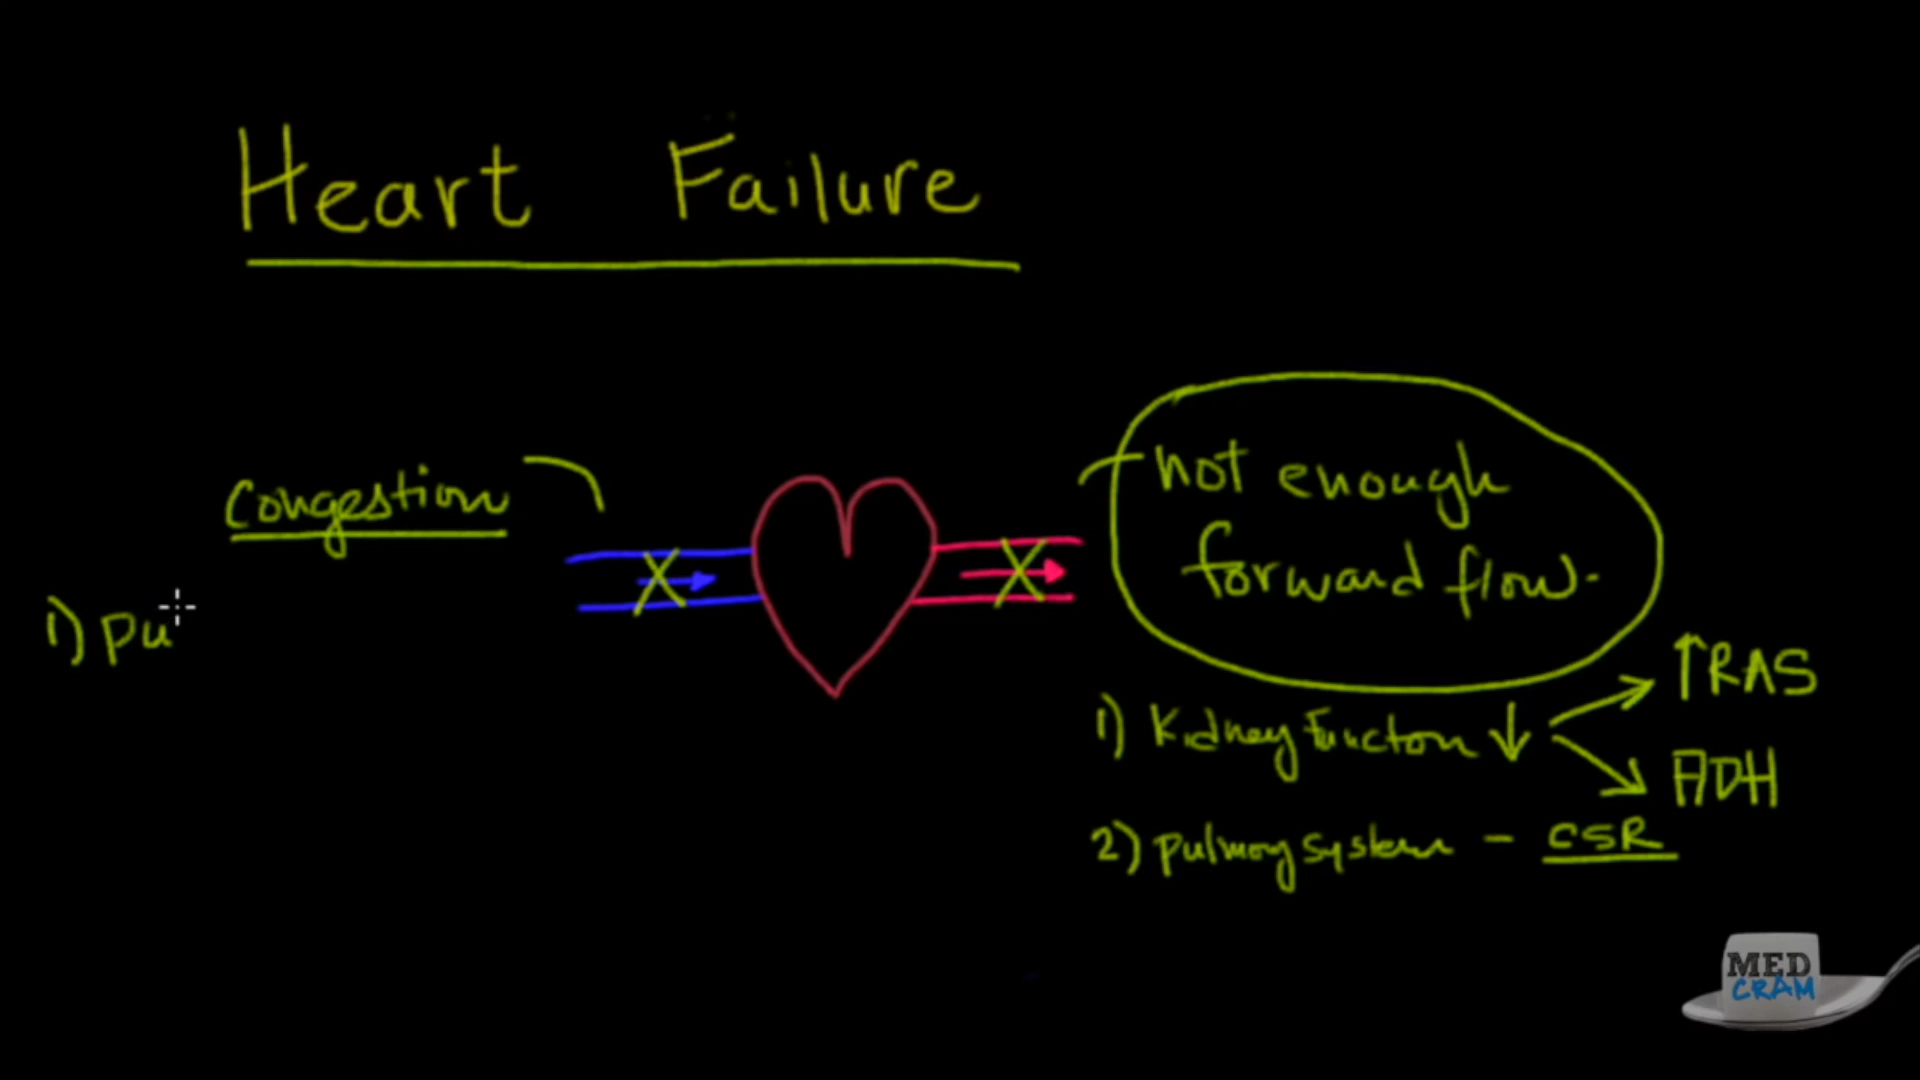 Heart Failure
Congestion
not enough
forward flow.
1) pu
1) Kidney Function ↓
↑RAS
ADH
2) pulmory system - CSR
MED
CRAM